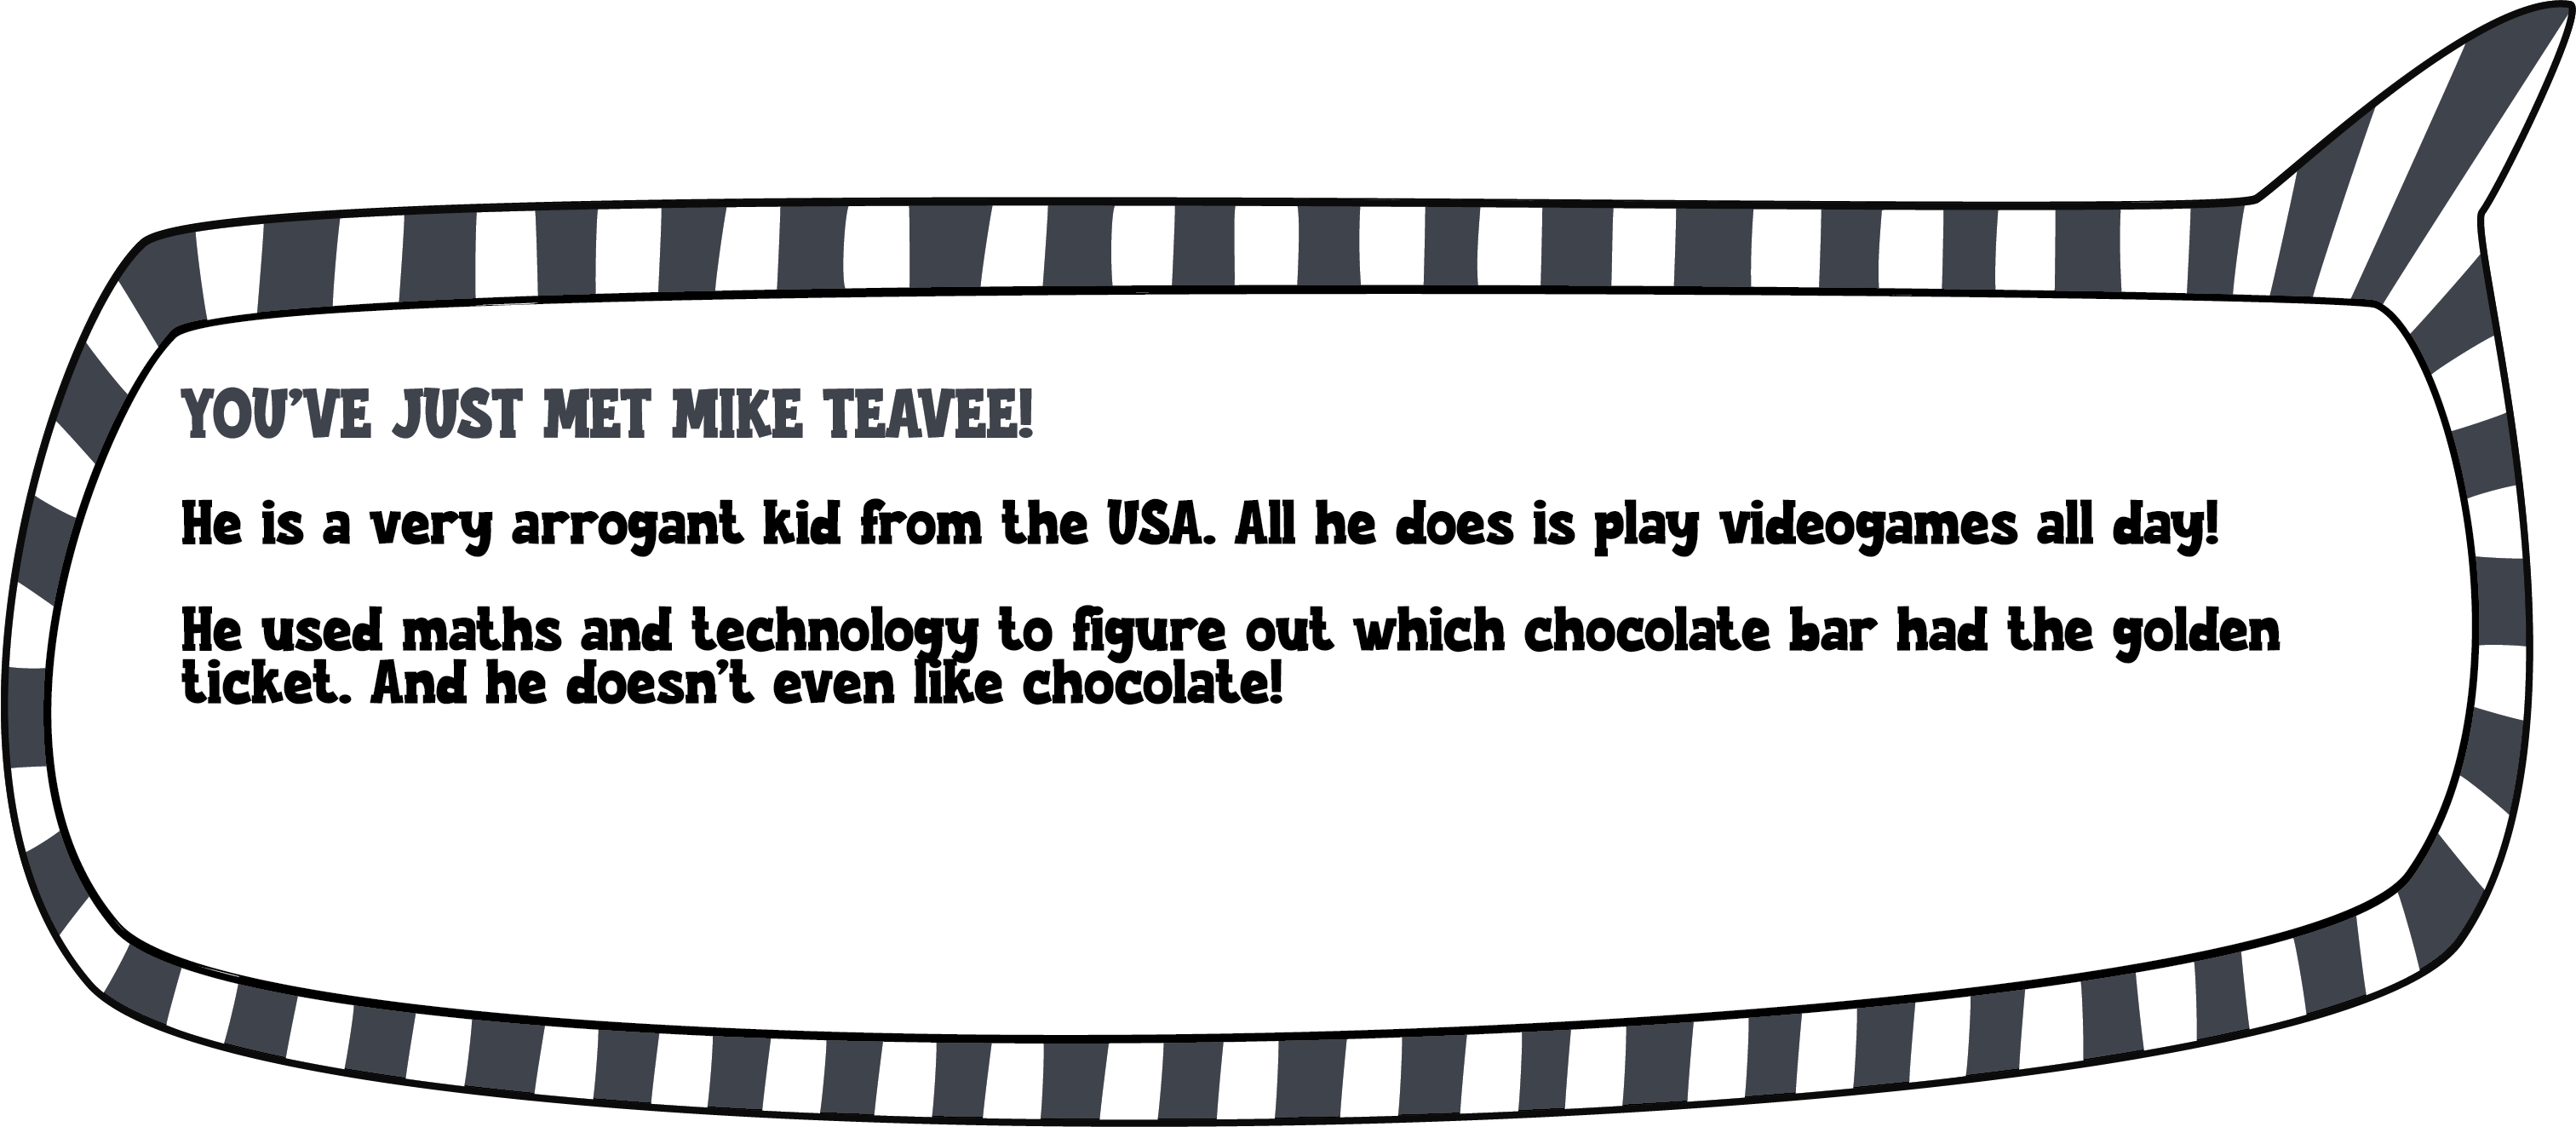 YOU’VE JUST MET MIKE TEAVEE!
He is a very arrogant kid from the USA. All he does is play videogames all day!
He used maths and technology to figure out which chocolate bar had the golden
ticket. And he doesn’t even like chocolate!